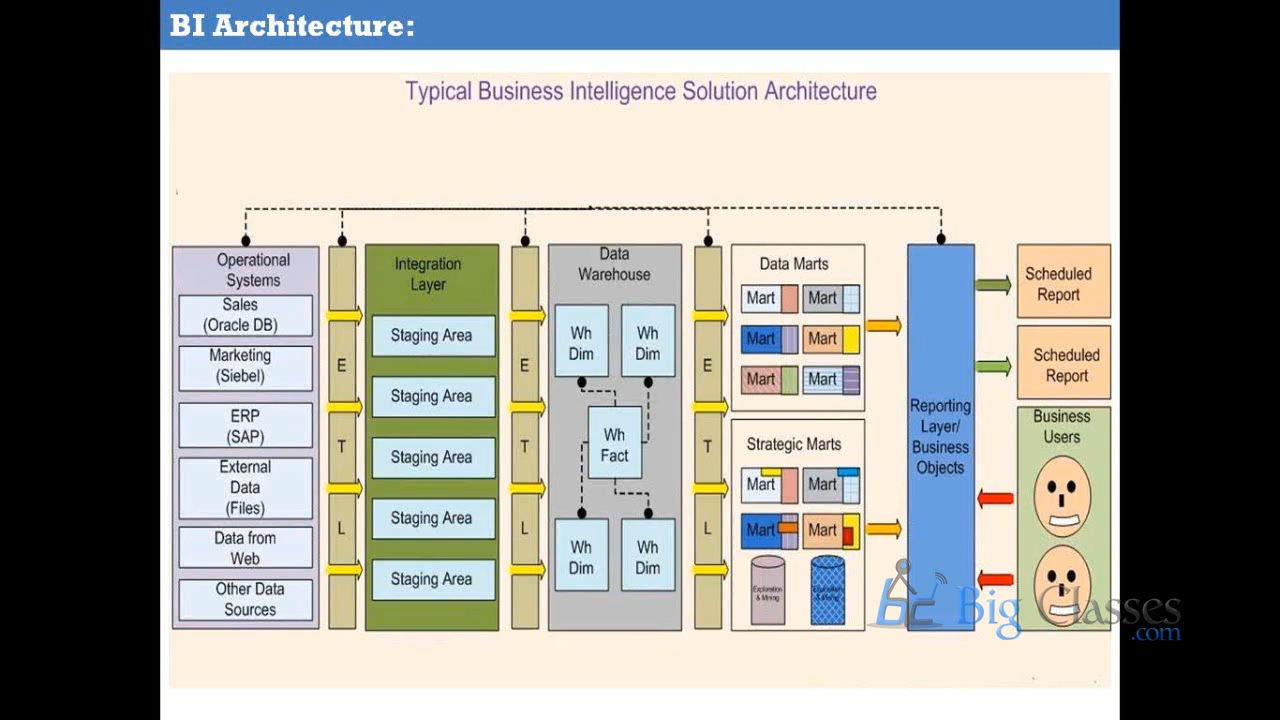 BI Architecture:
Typical Business Intelligence Solution Architecture
Operational
Systems
Sales
(Oracle DB)
Marketing
(Siebel)
ERP
(SAP)
External
Data
(Files)
Data from
Web
Other Data
Sources
E
T
L
Integration
Layer
Staging Area
Staging Area
Staging Area
Staging Area
Staging Area
E
T
L
Data
Warehouse
Wh
Dim
Wh
Dim
Wh
Fact
Wh
Dim
Wh
Dim
E
T
L
Data Marts
Mart
Mart
Mart
Mart
Mart
Mart
Strategic Marts
Mart
Mart
Mart
Mart
Exploration
& Mining
Exploration
& Mining
Reporting
Layer/
Business
Objects
Scheduled
Report
Scheduled
Report
Business
Users
Big Classes
.com